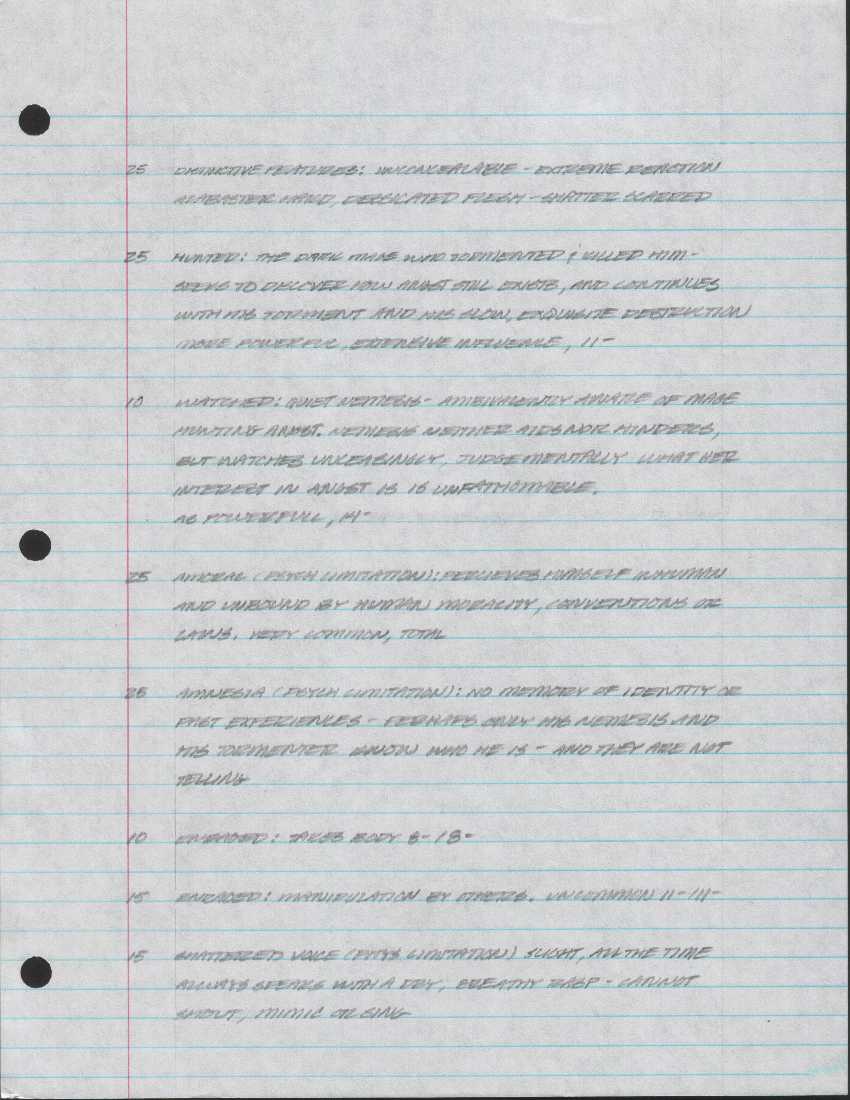 25 DISTINCTIVE FEATURES: UNCONCEALABLE - EXTREME REACTION
ALABASTER HAND, DESSICATED FLESH - SHATTER SCARRED
25 HUNTED: THE DARK MAGE WHO TORMENTED & KILLED HIM -
SEEKS TO DISCOVER HOW ANGST STILL EXISTS, AND CONTINUES
WITH HIS TORMENT AND HIS SLOW, EXQUISITE DESTRUCTION
MORE POWERFUL, EXTENSIVE INFLUENCE, 11-
10 WATCHED: QUIET NEMESIS - AMBIVALENTLY AWARE OF MAGE
HUNTING ANGST. NEMESIS NEITHER AIDS NOR HINDERS,
BUT WATCHES UNCEASINGLY, JUDGEMENTALLY WHAT HER
INTEREST IN ANGST IS IS UNFATHOMABLE.
AS POWERFULL, 14-
25 AMORAL (PSYCH LIMITATION): PERCIEVES HIMSELF INHUMAN
AND UNBOUND BY HUMAN MORALITY, CONVENTIONS OR
LAWS. VERY COMMON, TOTAL
25 AMNESIA (PSYCH LIMITATION): NO MEMORY OF IDENTITY OR
PAST EXPERIENCES - PERHAPS ONLY HIS NEMESIS AND
HIS TORMENTER KNOW WHO HE IS - AND THEY ARE NOT
TELLING
10 ENRAGED: TAKES BODY 8-
15 ENRAGED: MANIPULATION BY OTHERS. UNCOMMON 11-
15 SHATTERED VOICE (PHYS LIMITATION) SLIGHT, ALL THE TIME
ALWAYS SPEAKS WITH A DRY, BREATHY RASP - CANNOT
SHOUT, MIMIC OR SING